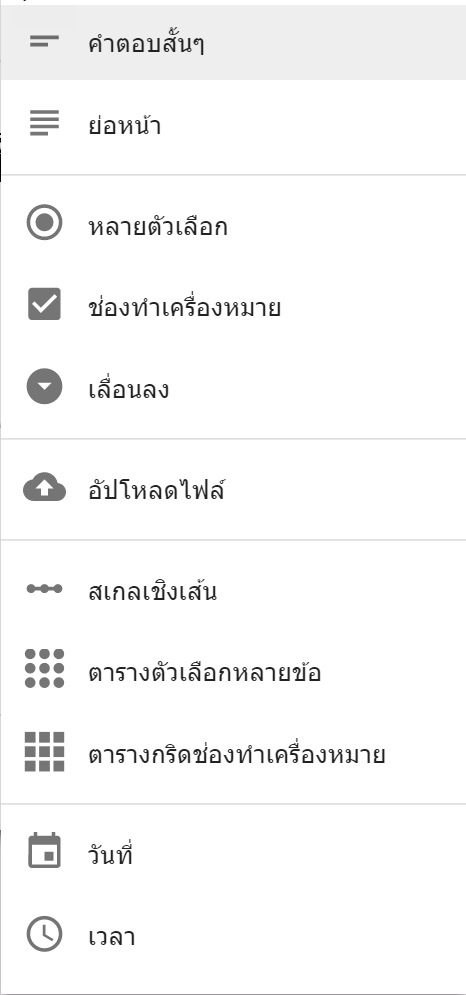 คำตอบสั้นๆ
ย่อหน้า
หลายตัวเลือก
ช่องทำเครื่องหมาย
เลื่อนลง
อัปโหลดไฟล์
สเกลเชิงเส้น
ตารางตัวเลือกหลายข้อ
ตารางกริดช่องทำเครื่องหมาย
วันที่
เวลา